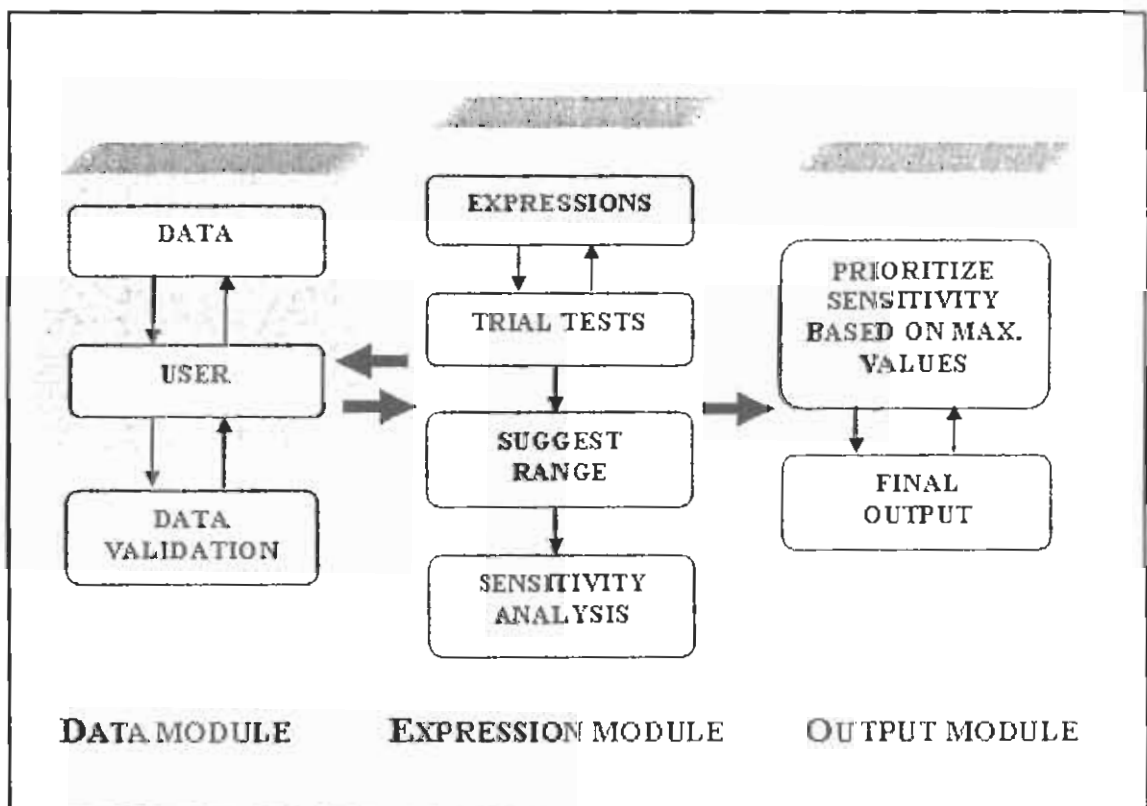 DATA
USER
DATA
VALIDATION
EXPRESSIONS
TRIAL TESTS
SUGGEST
RANGE
SENSITIVITY
ANALYSIS
PRIORITIZE
SENSITIVITY
BASED ON MAX.
VALUES
FINAL
OUTPUT
DATA MODULE
EXPRESSION MODULE
OUTPUT MODULE